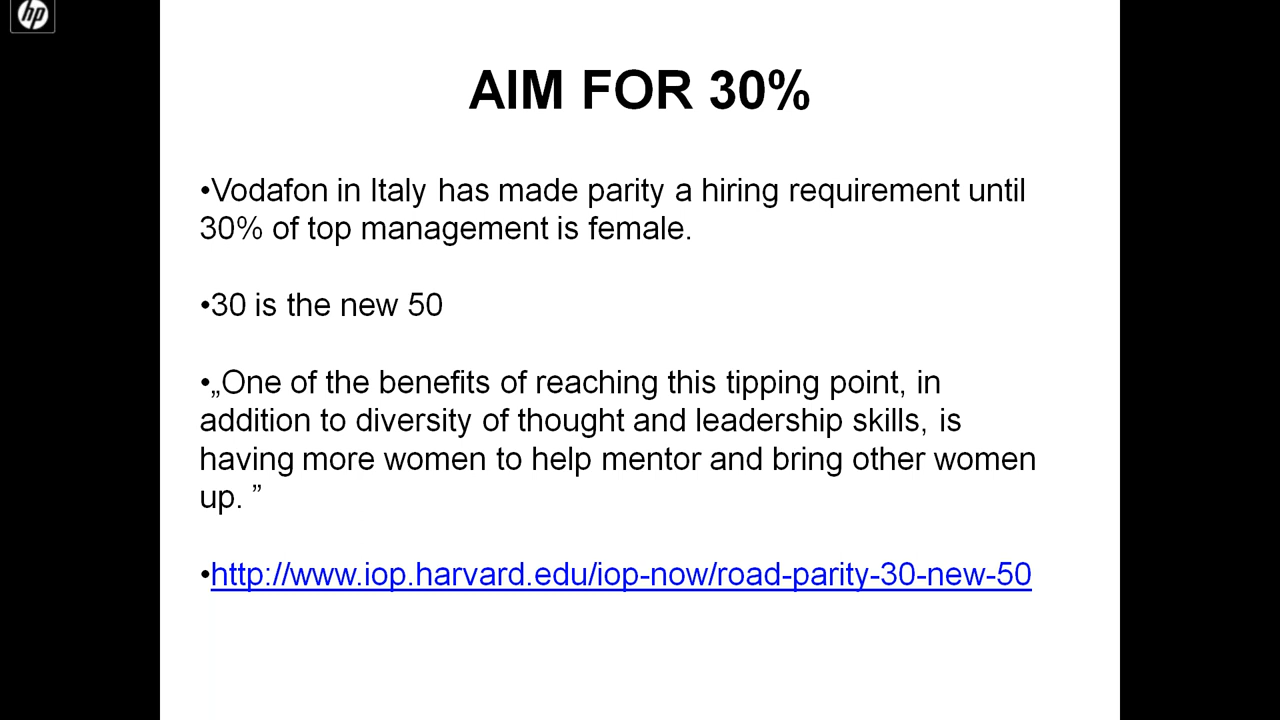 hp
AIM FOR 30%
•Vodafon in Italy has made parity a hiring requirement until
30% of top management is female.
•30 is the new 50
•„One of the benefits of reaching this tipping point, in
addition to diversity of thought and leadership skills, is
having more women to help mentor and bring other women
up. ”
•http://www.iop.harvard.edu/iop-now/road-parity-30-new-50